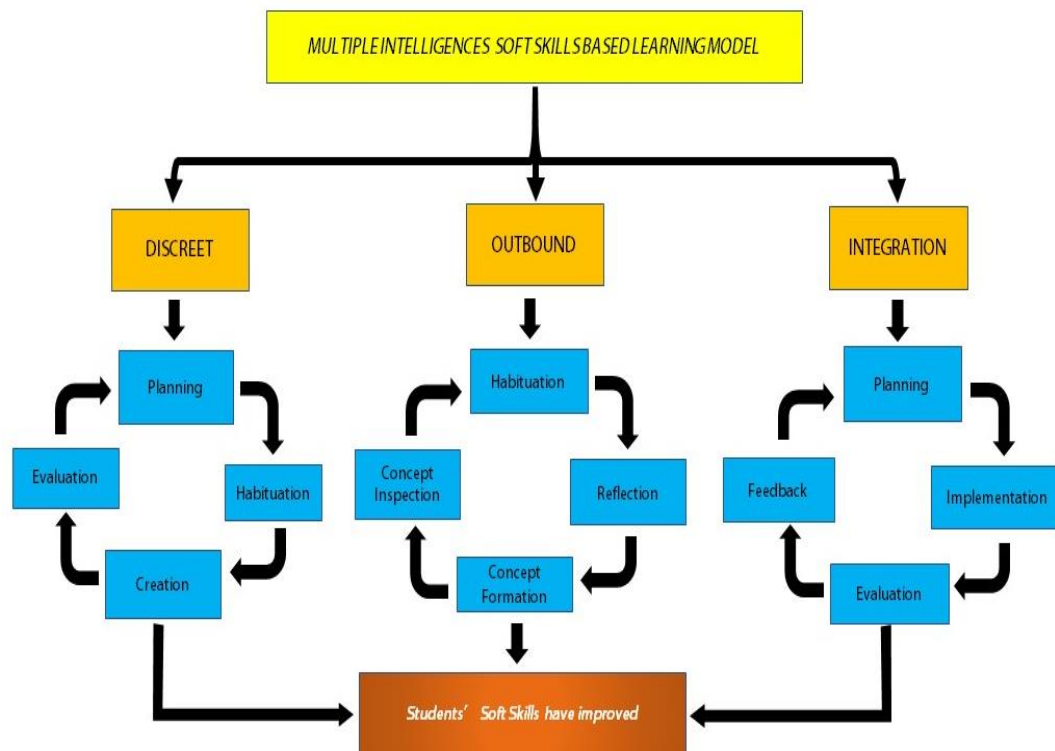 MULTIPLE INTELLIGENCES SOFT SKILLS BASED LEARNING MODEL
DISCREET
OUTBOUND
INTEGRATION
Planning
Habituation
Planning
Evaluation
Habituation
Concept
Inspection
Reflection
Feedback
Implementation
Creation
Concept
Formation
Evaluation
Students' Soft Skills have improved